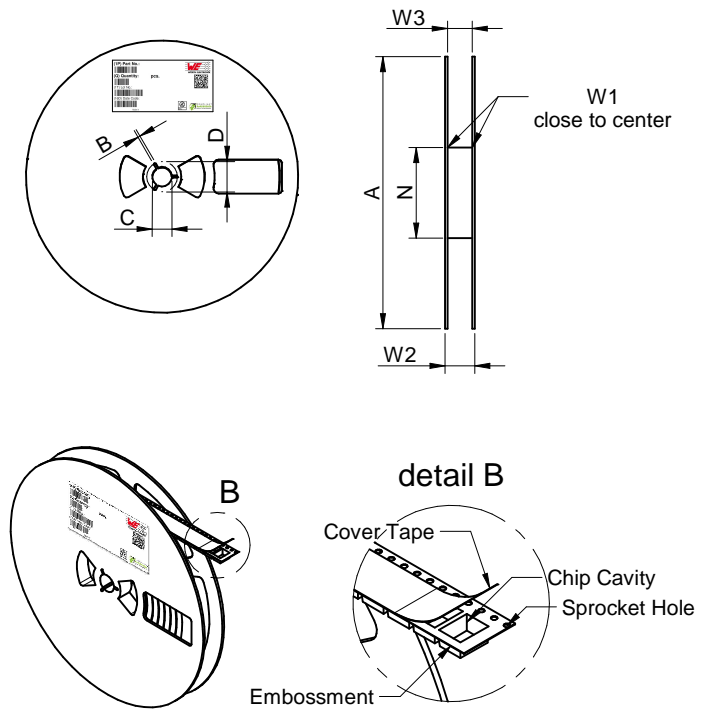 (1P) Part No.:
WE
(Q) Quantity: pcs.
B
D
C
W3
W1
close to center
A
N
W2
B
detail B
Cover Tape
Chip Cavity
Sprocket Hole
Embossment